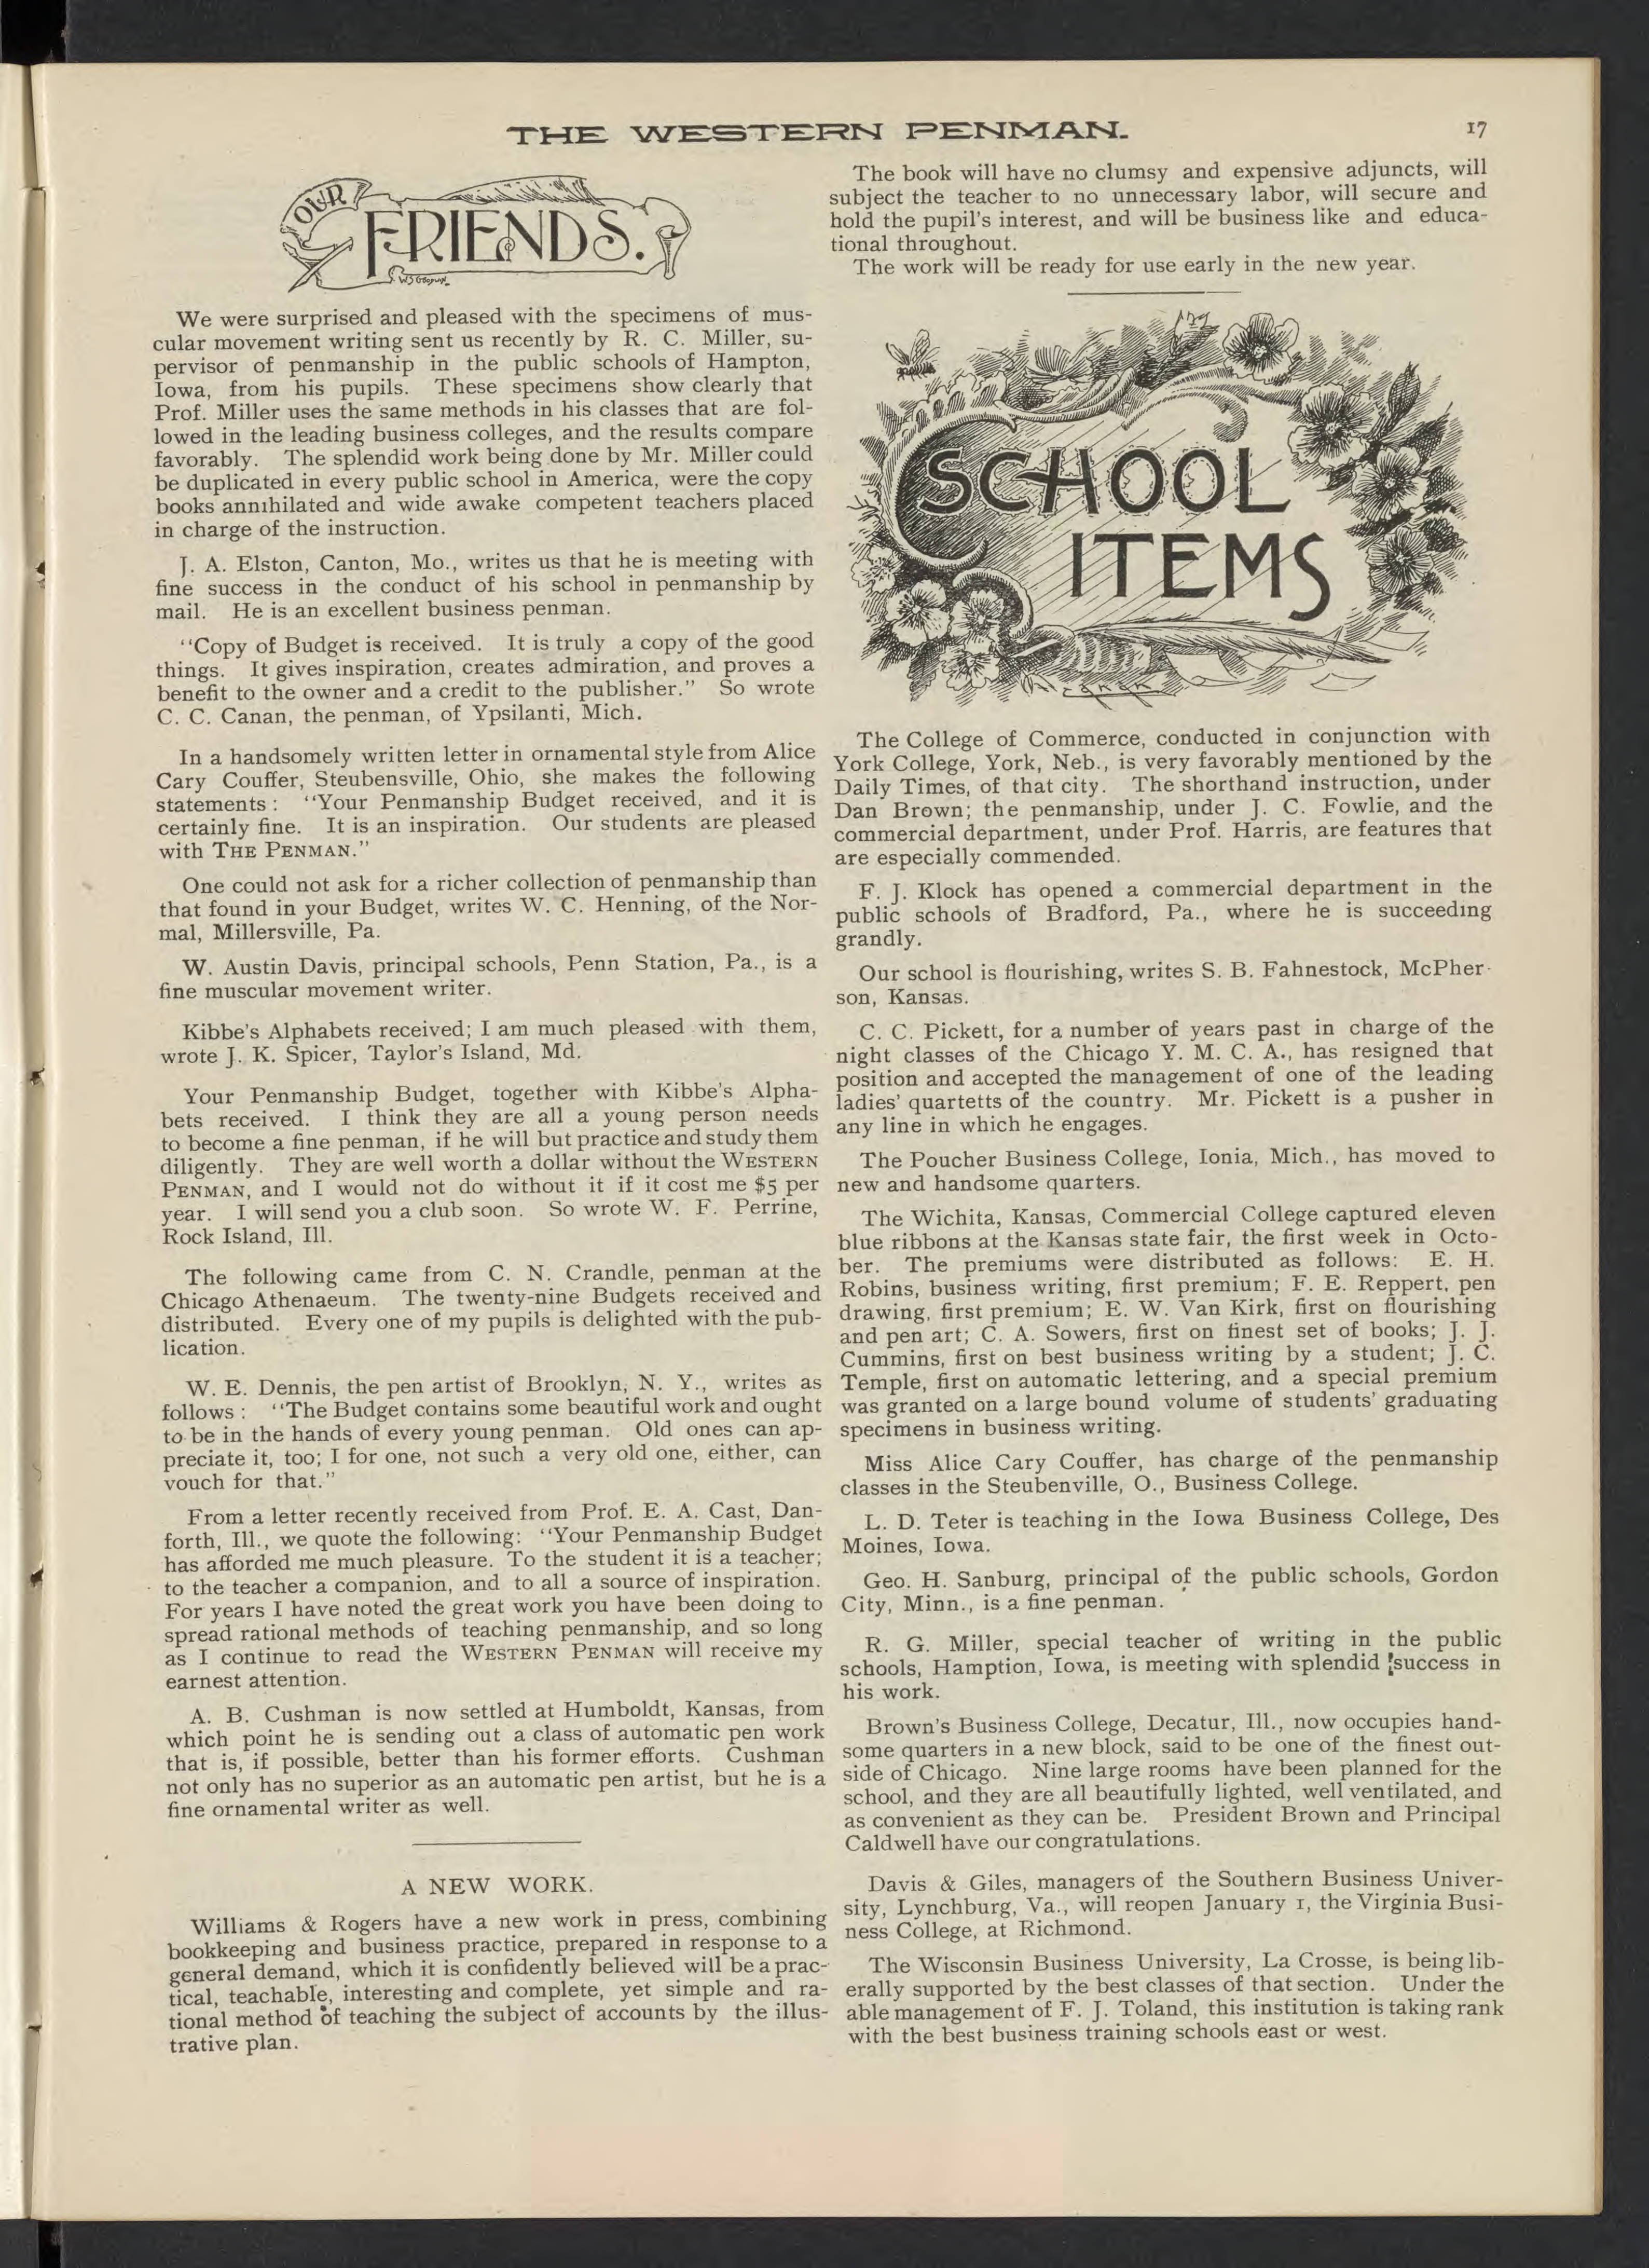 THE WESTERN PENMAN.
17
OUR
FRIENDS.
We were surprised and pleased with the specimens of mus-
cular movement writing sent us recently by R. C. Miller, su-
pervisor of penmanship in the public schools of Hampton,
Iowa, from his pupils. These specimens show clearly that
Prof. Miller uses the same methods in his classes that are fol-
lowed in the leading business colleges, and the results compare
favorably. The splendid work being done by Mr. Miller could
be duplicated in every public school in America, were the copy
books annihilated and wide awake competent teachers placed
in charge of the instruction.
J. A. Elston, Canton, Mo., writes us that he is meeting with
fine success in the conduct of his school in penmanship by
mail. He is an excellent business penman.
"Copy of Budget is received. It is truly a copy of the good
things. It gives inspiration, creates admiration, and proves a
benefit to the owner and a credit to the publisher." So wrote
C. C. Canan, the penman, of Ypsilanti, Mich.
In a handsomely written letter in ornamental style from Alice
Cary Couffer, Steubensville, Ohio, she makes the following
statements : "Your Penmanship Budget received, and it is
certainly fine. It is an inspiration. Our students are pleased
with THE PENMAN."
One could not ask for a richer collection of penmanship than
that found in your Budget, writes W. C. Henning, of the Nor-
mal, Millersville, Pa.
W. Austin Davis, principal schools, Penn Station, Pa., is a
fine muscular movement writer.
Kibbe's Alphabets received; I am much pleased with them,
wrote J. K. Spicer, Taylor's Island, Md.
Your Penmanship Budget, together with Kibbe's Alpha-
bets received. I think they are all a young person needs
to become a fine penman, if he will but practice and study them
diligently. They are well worth a dollar without the WESTERN
PENMAN, and I would not do without it if it cost me $5 per
year. I will send you a club soon. So wrote W. F. Perrine,
Rock Island, Ill.
The following came from C. N. Crandle, penman at the
Chicago Athenaeum. The twenty-nine Budgets received and
distributed. Every one of my pupils is delighted with the pub-
lication.
W. E. Dennis, the pen artist of Brooklyn, N. Y., writes as
follows : "The Budget contains some beautiful work and ought
to be in the hands of every young penman. Old ones can ap-
preciate it, too; I for one, not such a very old one, either, can
vouch for that."
From a letter recently received from Prof. E. A. Cast, Dan-
forth, Ill., we quote the following: "Your Penmanship Budget
has afforded me much pleasure. To the student it is a teacher;
to the teacher a companion, and to all a source of inspiration.
For years I have noted the great work you have been doing to
spread rational methods of teaching penmanship, and so long
as I continue to read the WESTERN PENMAN will receive my
earnest attention.
A. B. Cushman is now settled at Humboldt, Kansas, from
which point he is sending out a class of automatic pen work
that is, if possible, better than his former efforts. Cushman
not only has no superior as an automatic pen artist, but he is a
fine ornamental writer as well.
A NEW WORK.
Williams & Rogers have a new work in press, combining
bookkeeping and business practice, prepared in response to a
general demand, which it is confidently believed will be a prac-
tical, teachable, interesting and complete, yet simple and ra-
tional method of teaching the subject of accounts by the illus-
trative plan.
The book will have no clumsy and expensive adjuncts, will
subject the teacher to no unnecessary labor, will secure and
hold the pupil's interest, and will be business like and educa-
tional throughout.
The work will be ready for use early in the new year.
SCHOOL
ITEMS
The College of Commerce, conducted in conjunction with
York College, York, Neb., is very favorably mentioned by the
Daily Times, of that city. The shorthand instruction, under
Dan Brown; the penmanship, under J. C. Fowlie, and the
commercial department, under Prof. Harris, are features that
are especially commended.
F. J. Klock has opened a commercial department in the
public schools of Bradford, Pa., where he is succeeding
grandly.
Our school is flourishing, writes S. B. Fahnestock, McPher-
son, Kansas.
C. C. Pickett, for a number of years past in charge of the
night classes of the Chicago Y. M. C. A., has resigned that
position and accepted the management of one of the leading
ladies' quartetts of the country. Mr. Pickett is a pusher in
any line in which he engages.
The Poucher Business College, Ionia, Mich., has moved to
new and handsome quarters.
The Wichita, Kansas, Commercial College captured eleven
blue ribbons at the Kansas state fair, the first week in Octo-
ber. The premiums were distributed as follows: E. H.
Robins, business writing, first premium; F. E. Reppert, pen
drawing, first premium; E. W. Van Kirk, first on flourishing
and pen art; C. A. Sowers, first on finest set of books; J. J.
Cummins, first on best business writing by a student; J. C.
Temple, first on automatic lettering, and a special premium
was granted on a large bound volume of students' graduating
specimens in business writing.
Miss Alice Cary Couffer, has charge of the penmanship
classes in the Steubenville, O., Business College.
L. D. Teter is teaching in the Iowa Business College, Des
Moines, Iowa.
Geo. H. Sanburg, principal of the public schools, Gordon
City, Minn., is a fine penman.
R. G. Miller, special teacher of writing in the public
schools, Hamption, Iowa, is meeting with splendid success in
his work.
Brown's Business College, Decatur, Ill., now occupies hand-
some quarters in a new block, said to be one of the finest out-
side of Chicago. Nine large rooms have been planned for the
school, and they are all beautifully lighted, well ventilated, and
as convenient as they can be. President Brown and Principal
Caldwell have our congratulations.
Davis & Giles, managers of the Southern Business Univer-
sity, Lynchburg, Va., will reopen January 1, the Virginia Busi-
ness College, at Richmond.
The Wisconsin Business University, La Crosse, is being lib-
erally supported by the best classes of that section. Under the
able management of F. J. Toland, this institution is taking rank
with the best business training schools east or west.